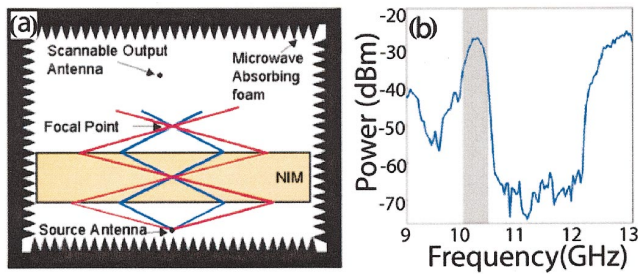 (a)
Scannable Output
Antenna
Microwave
Absorbing
foam
Focal Point
NIM
Source Antenna
(b)
Power (dBm)
-20
-30
-40
-50
-60
-70
9
10
11
12
13
Frequency(GHz)